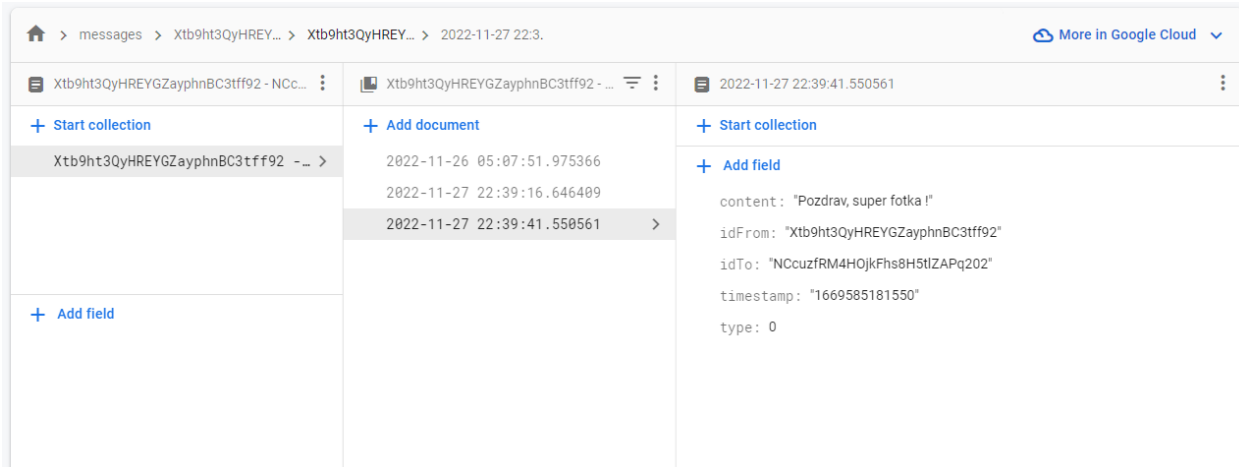 messages > Xtb9ht3QyHREY... > Xtb9ht3QyHREY... > 2022-11-27 22:3.
More in Google Cloud
Xtb9ht3QyHREYGZayphnBC3tff92 - NCc...
Xtb9ht3QyHREYGZayphnBC3tff92 - ...
2022-11-27 22:39:41.550561
+ Start collection
+ Add document
+ Start collection
Xtb9ht3QyHREYGZayphnBC3tff92 -... >
2022-11-26 05:07:51.975366
2022-11-27 22:39:16.646409
2022-11-27 22:39:41.550561 >
+ Add field
content: "Pozdrav, super fotka !"
idFrom: "Xtb9ht3QyHREYGZayphnBC3tff92"
idTo: "NCcuzfRM4HOjkFhs8H5tlZAPq202"
timestamp: "1669585181550"
type: 0
+ Add field